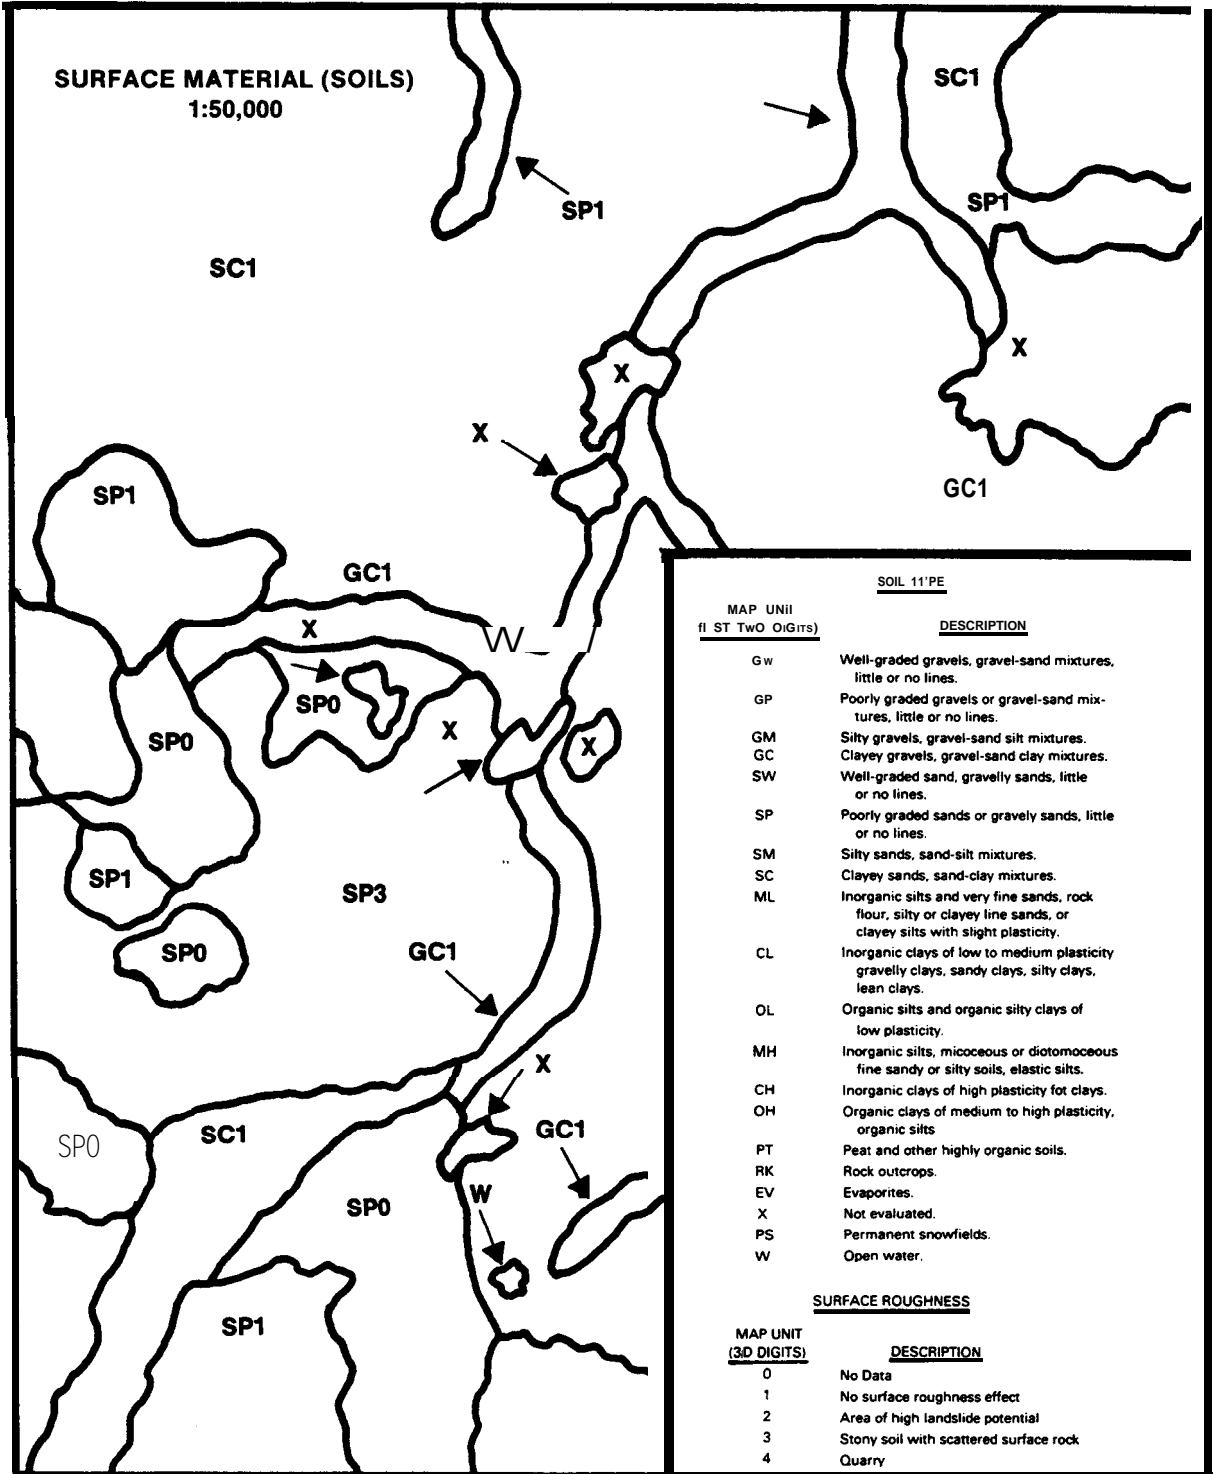 SURFACE MATERIAL (SOILS)
1:50,000
SC1
SP1
SP1
SC1
X
X
X
GC1
SP1
GC1
X
SP0
X
X
SP0
SP1
SP3
SP0
GC1
X
SC1
GC1
SP0
SP0
W
SP1
SOIL 11'PE
MAP UNil
fl ST TwO OiGiTS)
DESCRIPTION
Gw Well-graded gravels, gravel-sand mixtures,
little or no lines.
GP Poorly graded gravels or gravel-sand mix-
tures, little or no lines.
GM Silty gravels, gravel-sand silt mixtures.
GC Clayey gravels, gravel-sand clay mixtures.
SW Well-graded sand, gravelly sands, little
or no lines.
SP Poorly graded sands or gravely sands, little
or no lines.
SM Silty sands, sand-silt mixtures.
SC Clayey sands, sand-clay mixtures.
ML Inorganic silts and very fine sands, rock
flour, silty or clayey line sands, or
clayey silts with slight plasticity.
CL Inorganic clays of low to medium plasticity
gravelly clays, sandy clays, silty clays,
lean clays.
OL Organic silts and organic silty clays of
low plasticity.
MH Inorganic silts, micoceous or diotomoceous
fine sandy or silty soils, elastic silts.
CH Inorganic clays of high plasticity fot clays.
OH Organic clays of medium to high plasticity,
organic silts
PT Peat and other highly organic soils.
RK Rock outcrops.
EV Evaporites.
X Not evaluated.
PS Permanent snowfields.
W Open water.
SURFACE ROUGHNESS
MAP UNIT
(3D DIGITS)
DESCRIPTION
0 No Data
1 No surface roughness effect
2 Area of high landslide potential
3 Stony soil with scattered surface rock
4 Quarry